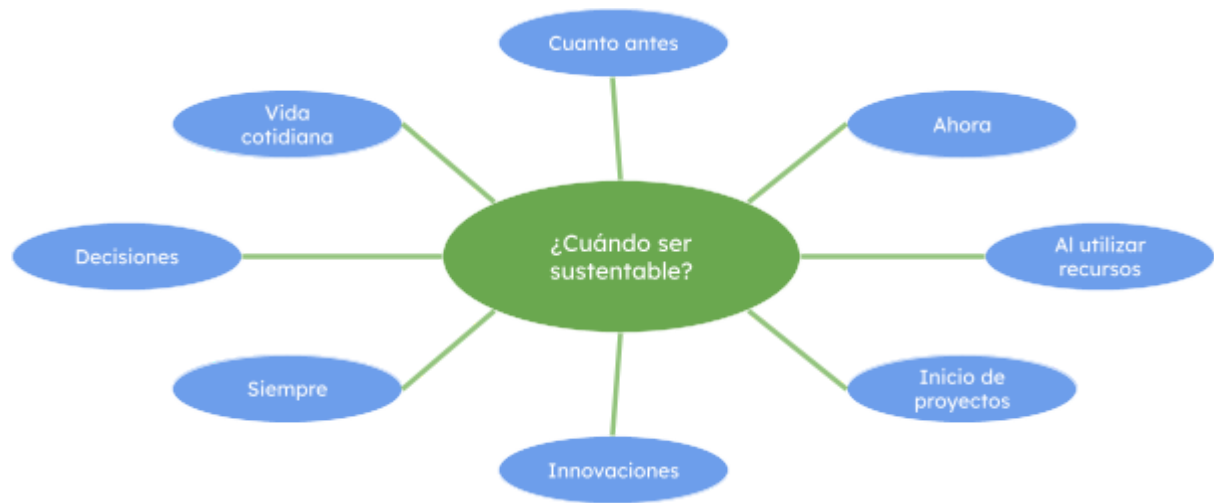 Cuanto antes
Vida
cotidiana
Ahora
Decisiones
¿Cuándo ser
sustentable?
Al utilizar
recursos
Siempre
Inicio de
proyectos
Innovaciones